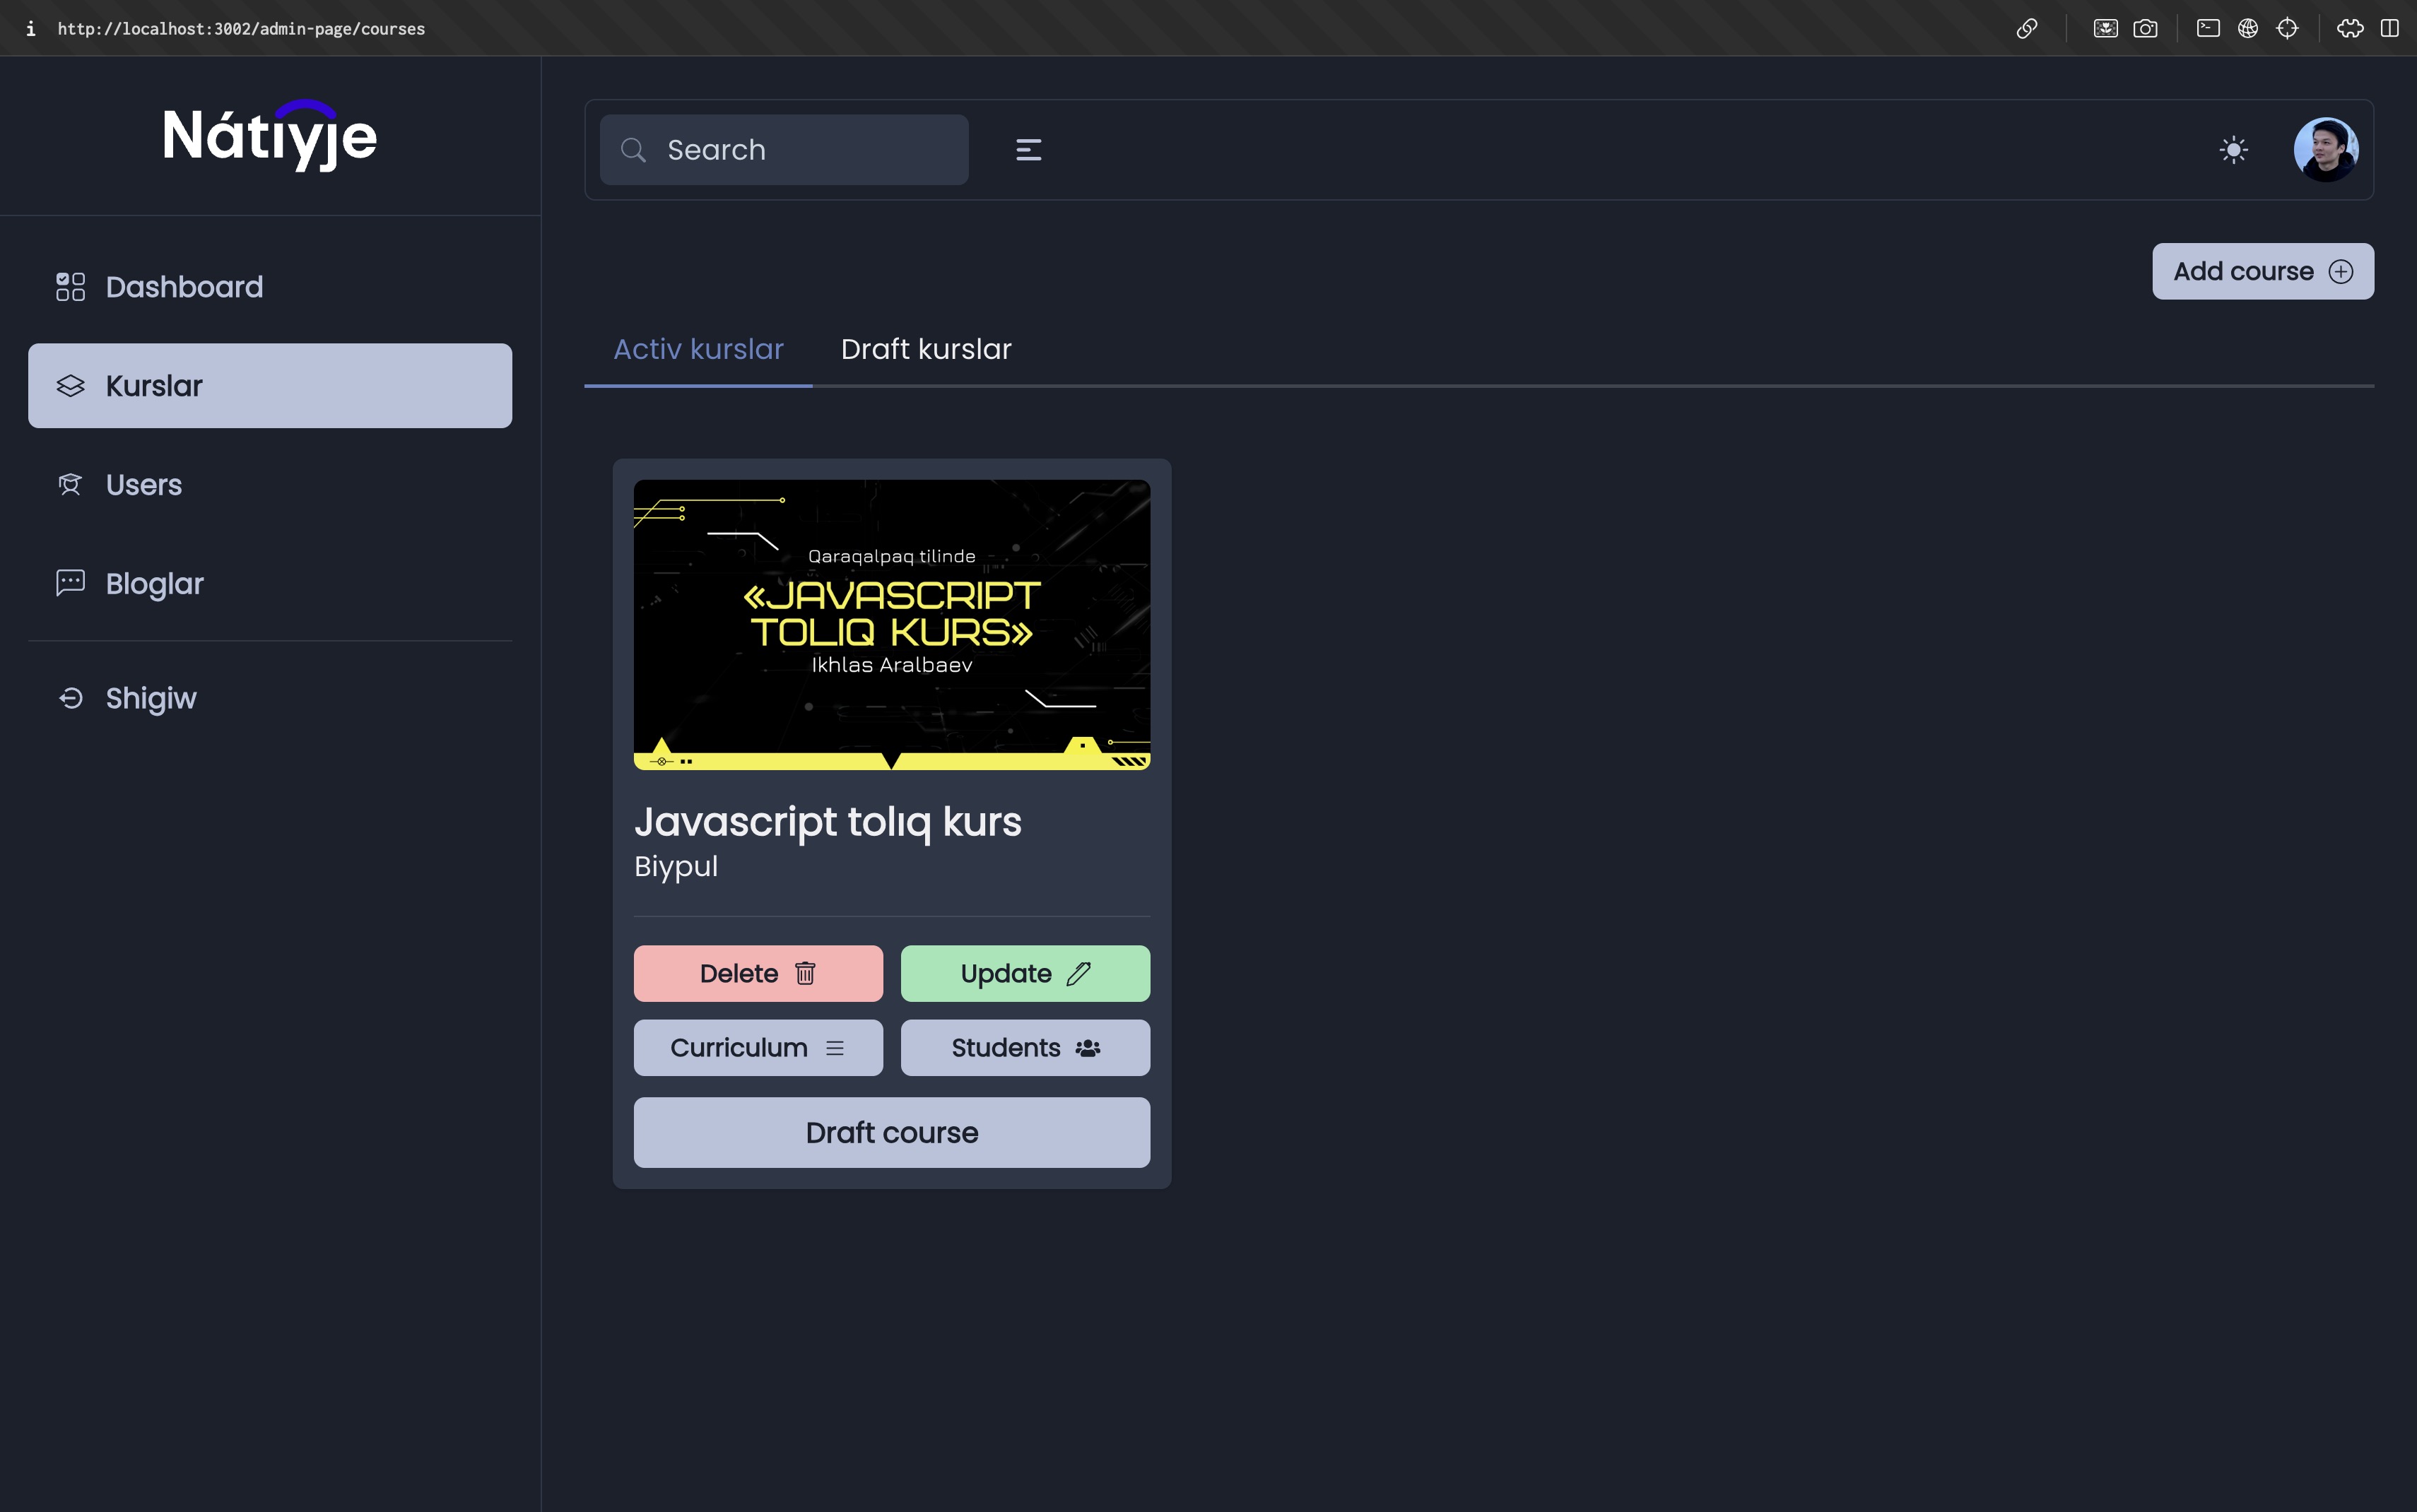 http://localhost:3002/admin-page/courses
Nátiyje
Search
Add course
Dashboard
Kurslar
Users
Bloglar
Shigiw
Activ kurslar
Draft kurslar
Qaraqalpaq tilinde
«JAVASCRIPT
TOLIQ KURS»
Ikhlas Aralbaev
Javascript tolıq kurs
Biypul
Delete
Update
Curriculum
Students
Draft course